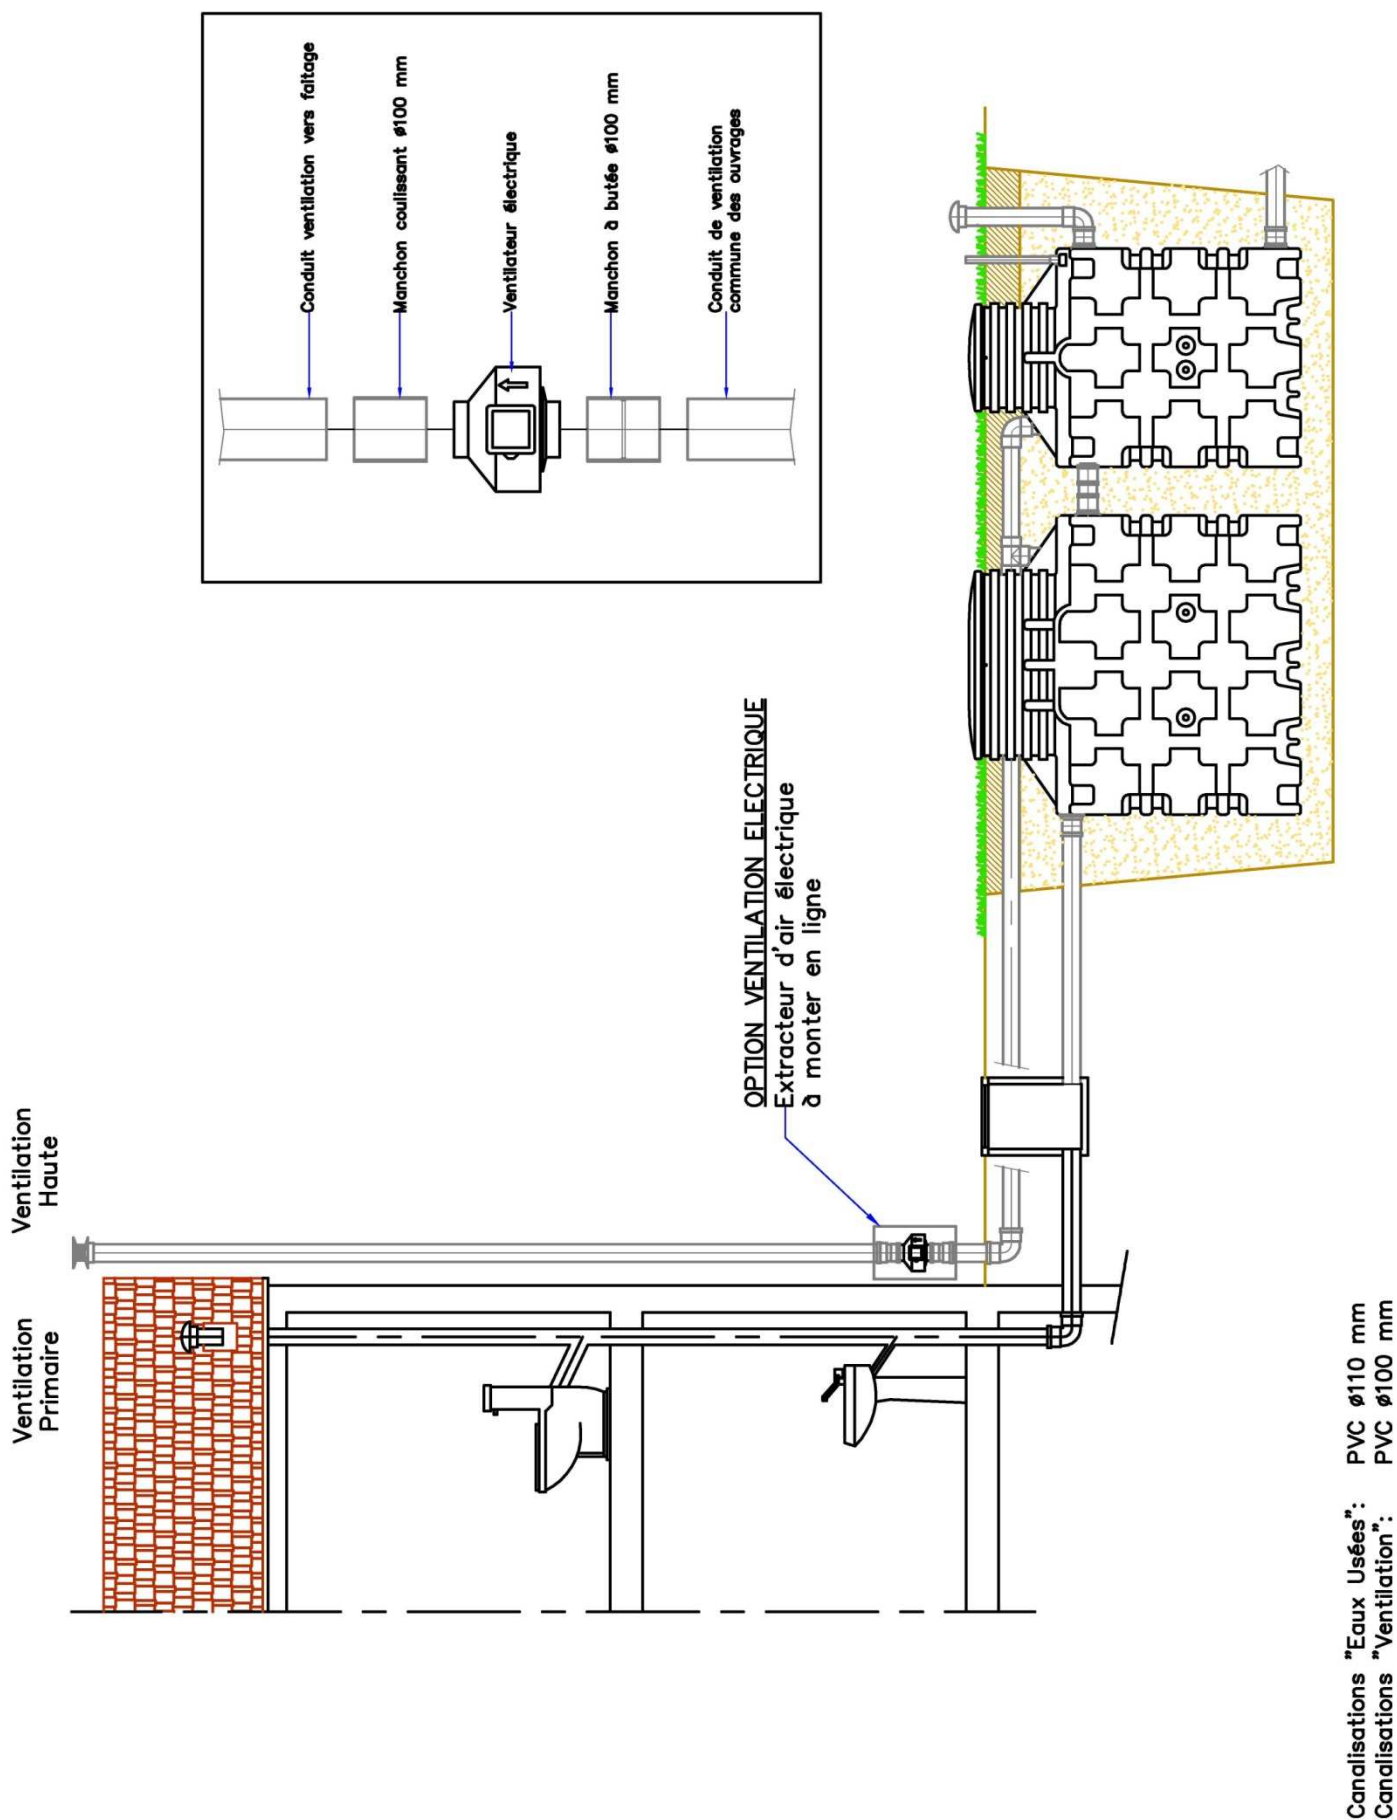 Ventilation
Primaire
Ventilation
Haute
Conduit ventilation vers faîtage
Manchon coulissant ø100 mm
Ventilateur électrique
Manchon à butée ø100 mm
Conduit de ventilation
commune des ouvrages
OPTION VENTILATION ELECTRIQUE
Extracteur d'air électrique
à monter en ligne
Canalisations "Eaux Usées": PVC ø110 mm
Canalisations "Ventilation": PVC ø100 mm